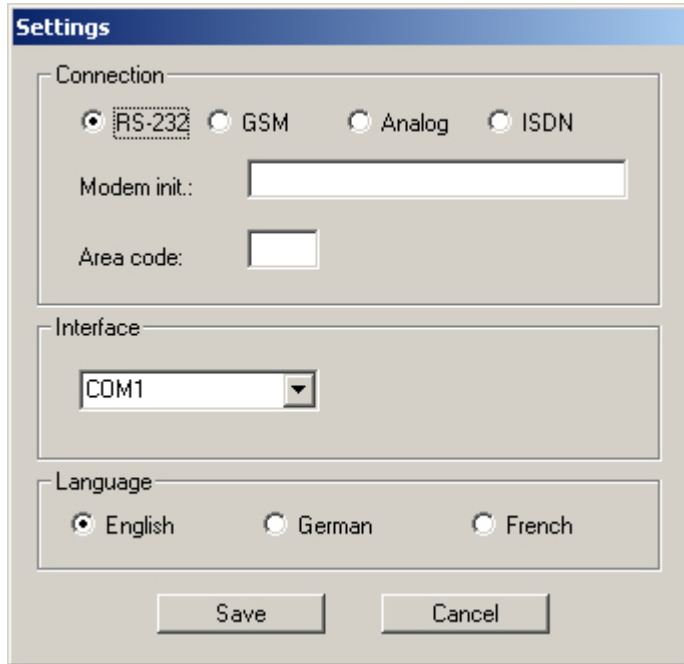 Settings
Connection
RS-232 GSM Analog ISDN
Modem init.:
Area code:
Interface
COM1
Language
English German French
Save Cancel